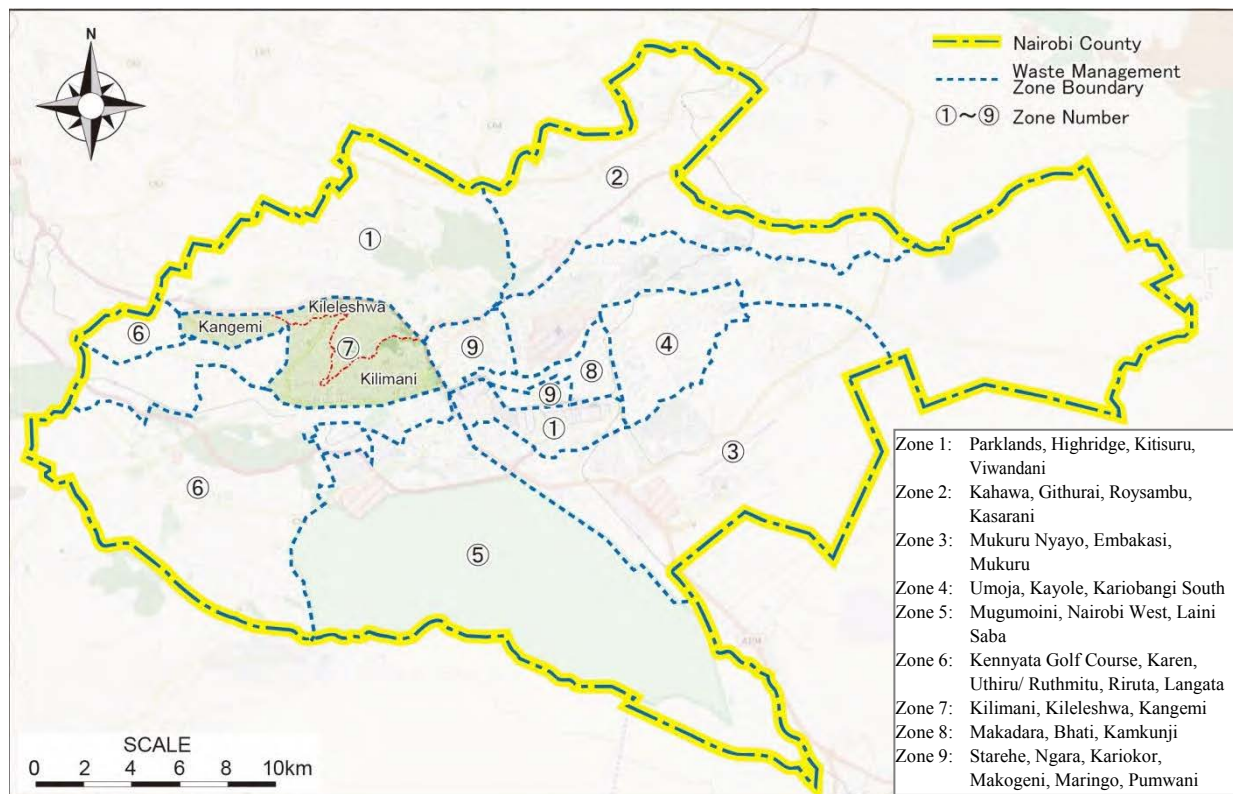 N
Nairobi County
Waste Management
Zone Boundary
①~⑨ Zone Number
②
①
Kileleshwa
Kangemi
⑥
⑦
⑨
④
⑧
Kilimani
⑨
①
③
⑥
⑤
Zone 1: Parklands, Highridge, Kitisuru,
Viwandani
Zone 2: Kahawa, Githurai, Roysambu,
Kasarani
Zone 3: Mukuru Nyayo, Embakasi,
Mukuru
Zone 4: Umoja, Kayole, Kariobangi South
Zone 5: Mugumoini, Nairobi West, Laini
Saba
Zone 6: Kennyata Golf Course, Karen,
Uthiru/ Ruthmitu, Riruta, Langata
Zone 7: Kilimani, Kileleshwa, Kangemi
Zone 8: Makadara, Bhati, Kamkunji
Zone 9: Starehe, Ngara, Kariokor,
Makogeni, Maringo, Pumwani
SCALE
0 2 4 6 8 10km